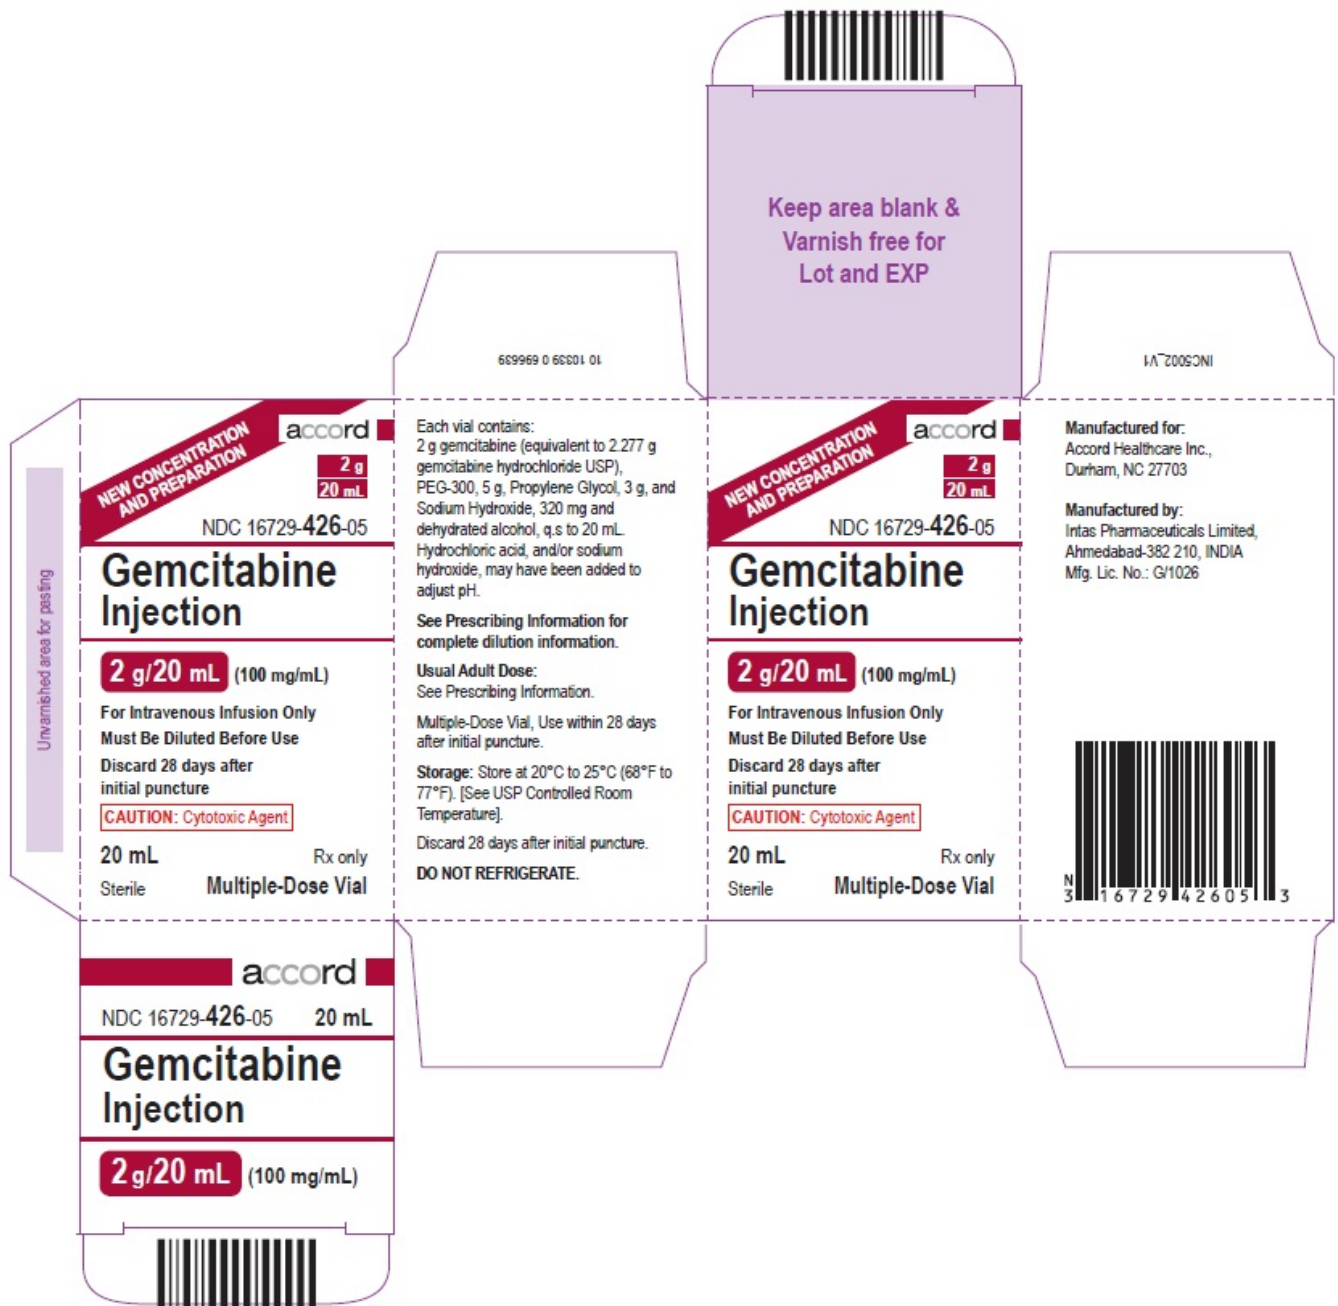 Keep area blank &
Varnish free for
Lot and EXP
10 10339 0 696639
INC5002_V1
Unvarnished area for pasting
NEW CONCENTRATION
AND PREPARATION
accord
2 g
20 mL
NDC 16729-426-05
Gemcitabine
Injection
2 g/20 mL (100 mg/mL)
For Intravenous Infusion Only
Must Be Diluted Before Use
Discard 28 days after
initial puncture
CAUTION: Cytotoxic Agent
20 mL Rx only
Sterile Multiple-Dose Vial
Each vial contains:
2 g gemcitabine (equivalent to 2.277 g
gemcitabine hydrochloride USP),
PEG-300, 5 g, Propylene Glycol, 3 g, and
Sodium Hydroxide, 320 mg and
dehydrated alcohol, q.s to 20 mL.
Hydrochloric acid, and/or sodium
hydroxide, may have been added to
adjust pH.
See Prescribing Information for
complete dilution information.
Usual Adult Dose:
See Prescribing Information.
Multiple-Dose Vial, Use within 28 days
after initial puncture.
Storage: Store at 20°C to 25°C (68°F to
77°F). [See USP Controlled Room
Temperature].
Discard 28 days after initial puncture.
DO NOT REFRIGERATE.
NEW CONCENTRATION
AND PREPARATION
accord
2 g
20 mL
NDC 16729-426-05
Gemcitabine
Injection
2 g/20 mL (100 mg/mL)
For Intravenous Infusion Only
Must Be Diluted Before Use
Discard 28 days after
initial puncture
CAUTION: Cytotoxic Agent
20 mL Rx only
Sterile Multiple-Dose Vial
Manufactured for:
Accord Healthcare Inc.,
Durham, NC 27703
Manufactured by:
Intas Pharmaceuticals Limited,
Ahmedabad-382 210, INDIA
Mfg. Lic. No.: G/1026
N
3 16729 42605 3
accord
NDC 16729-426-05 20 mL
Gemcitabine
Injection
2 g/20 mL (100 mg/mL)